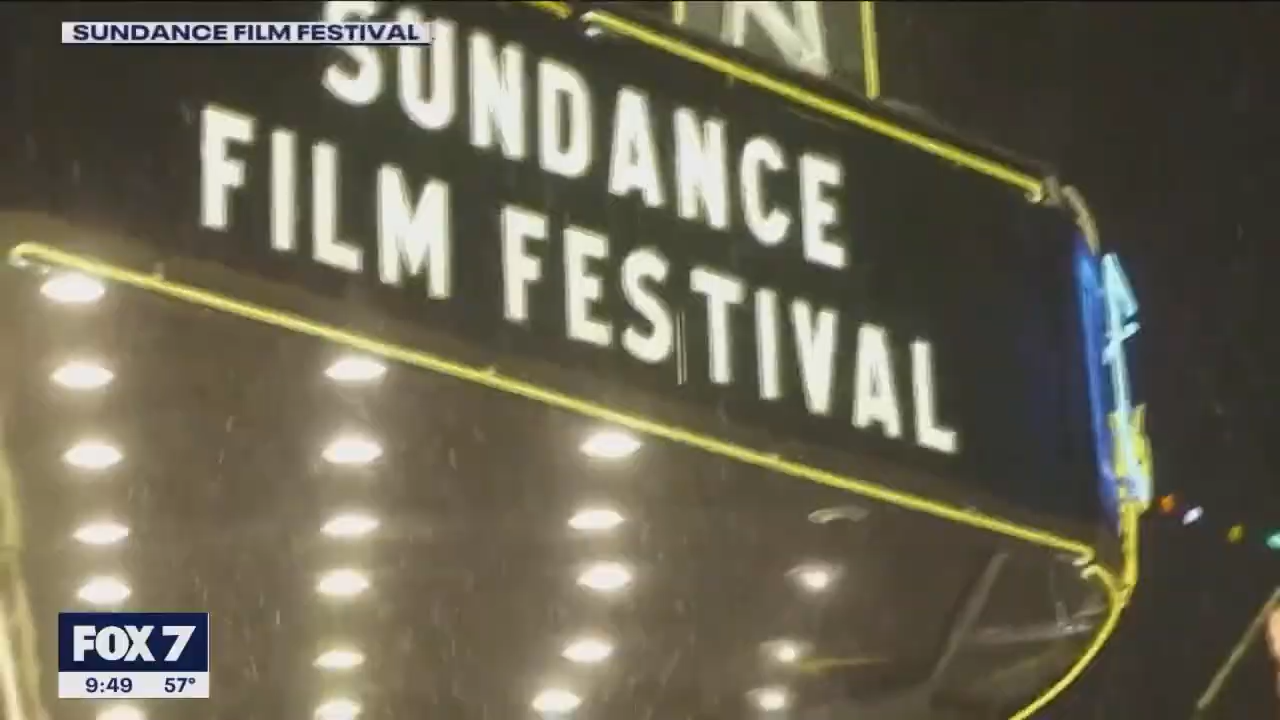 SUNDANCE FILM FESTIVAL
N
SUNDANCE
FILM FESTIVAL
FOX 7
9:49 57°